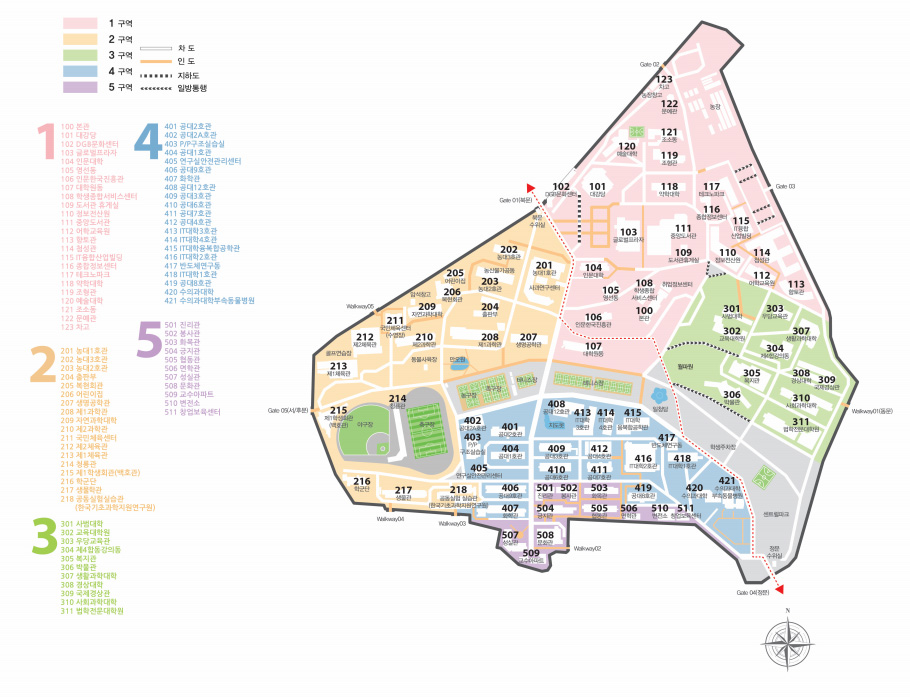 1 구역
2 구역
3 구역
4 구역
5 구역
차 도
인 도
지하도
일방통행
1
100 본관
101 대강당
102 DGB문화센터
103 글로벌프라자
104 인문대학
105 영선동
106 인문한국진흥관
107 대학원동
108 학생종합서비스센터
109 도서관 휴게실
110 정보전산원
111 중앙도서관
112 어학교육원
113 향토관
114 첨성관
115 IT융합산업빌딩
116 종합정보센터
117 테크노파크
118 약학대학
119 조형관
120 예술대학
121 조소동
122 문예관
123 차고
2
201 농대1호관
202 농대3호관
203 농대2호관
204 출판부
205 복현회관
206 어린이집
207 생명공학관
208 제1과학관
209 자연과학대학
210 제2과학관
211 국민체육센터
212 제2체육관
213 제1체육관
214 청룡관
215 제1학생회관(백호관)
216 학군단
217 생물학관
218 공동실험실습관
(한국기초과학지원연구원)
3
301 사범대학
302 교육대학원
303 우당교육관
304 제4합동강의동
305 복지관
306 박물관
307 생활과학대학
308 경상대학
309 국제경상관
310 사회과학대학
311 법학전문대학원
4
401 공대2호관
402 공대2A호관
403 P/P구조실습실
404 공대1호관
405 연구실안전관리센터
406 공대9호관
407 화학관
408 공대12호관
409 공대3호관
410 공대6호관
411 공대7호관
412 공대4호관
413 IT대학3호관
414 IT대학4호관
415 IT대학융복합공학관
416 IT대학2호관
417 반도체연구동
418 IT대학1호관
419 공대8호관
420 수의과대학
421 수의과대학부속동물병원
5
501 진리관
502 봉사관
503 화목관
504 긍지관
505 협동관
506 면학관
507 성실관
508 문화관
509 교수아파트
510 변전소
511 창업보육센터
Gate 02
123
차고
농장창고
122
문예관
농장
121
조소동
120
예술대학
119
조형관
Gate 03
102
DGB문화센터
101
대강당
118
약학대학
117
테크노파크
Gate 01(북문)
북문
수위실
116
종합정보센터
115
IT융합
산업빌딩
103
글로벌프라자
111
중앙도서관
109
도서관휴게실
110
정보전산원
114
첨성관
202
농대3호관
201
농대1호관
104
인문대학
112
어학교육원
113
향토관
205
어린이집
농산물가공동
203
농대2호관
사과연구센터
105
영선동
108
학생종합
서비스센터
취업정보센터
206
복현회관
204
출판부
Walkway05
209
자연과학대학
106
인문한국진흥관
100
본관
301
사범대학
303
우당교육관
211
국민체육센터
(수영장)
302
교육대학원
307
생활과학대학
212
제2체육관
210
제2과학관
208
제1과학관
207
생명공학관
107
대학원동
304
제4합동강의동
골프연습장
동물사육장
213
제1체육관
305
복지관
308
경상대학
309
국제경상관
테니스장
테니스장
306
박물관
310
사회과학대학
214
청룡관
농구장
족구장
일청담
Gate 05(서/후문)
215
제1학생회관
(백호관)
야구장
축구장
408
공대12호관
413
IT대학
3호관
414
IT대학
4호관
415
IT대학
융복합공학관
Walkway01(동문)
311
법학전문대학원
402
공대2A호관
401
공대2호관
403
P/P
구조실습실
404
공대1호관
409
공대3호관
412
공대4호관
417
반도체연구동
학생주차장
416
IT대학2호관
418
IT대학1호관
405
연구실안전관리센터
410
공대6호관
411
공대7호관
216
학군단
217
생물관
218
공동실험 실습관
(한국기초과학지원연구원)
406
공대9호관
501
진리관
502
봉사관
503
화목관
419
공대8호관
420
수의과대학
421
수의과대학
부속동물병원
Walkway04
Walkway03
407
화학관
504
긍지관
505
협동관
506
면학관
510
변전소
511
창업보육센터
센트럴파크
507
성실관
508
문화관
Walkway02
509
교수아파트
정문
수위실
Gate 04(정문)
N